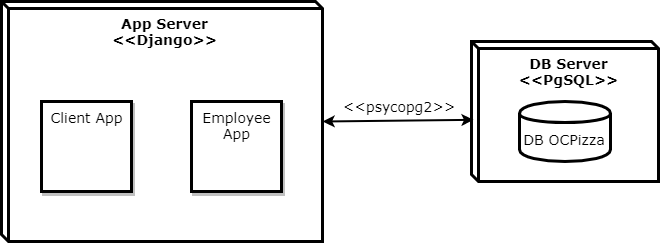 App Server
<<Django>>
Client App
Employee
App
<<psycopg2>>
DB Server
<<PgSQL>>
DB OCPizza